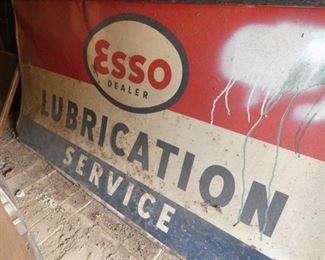 ESSO
DEALER
LUBRICATION
SERVICE